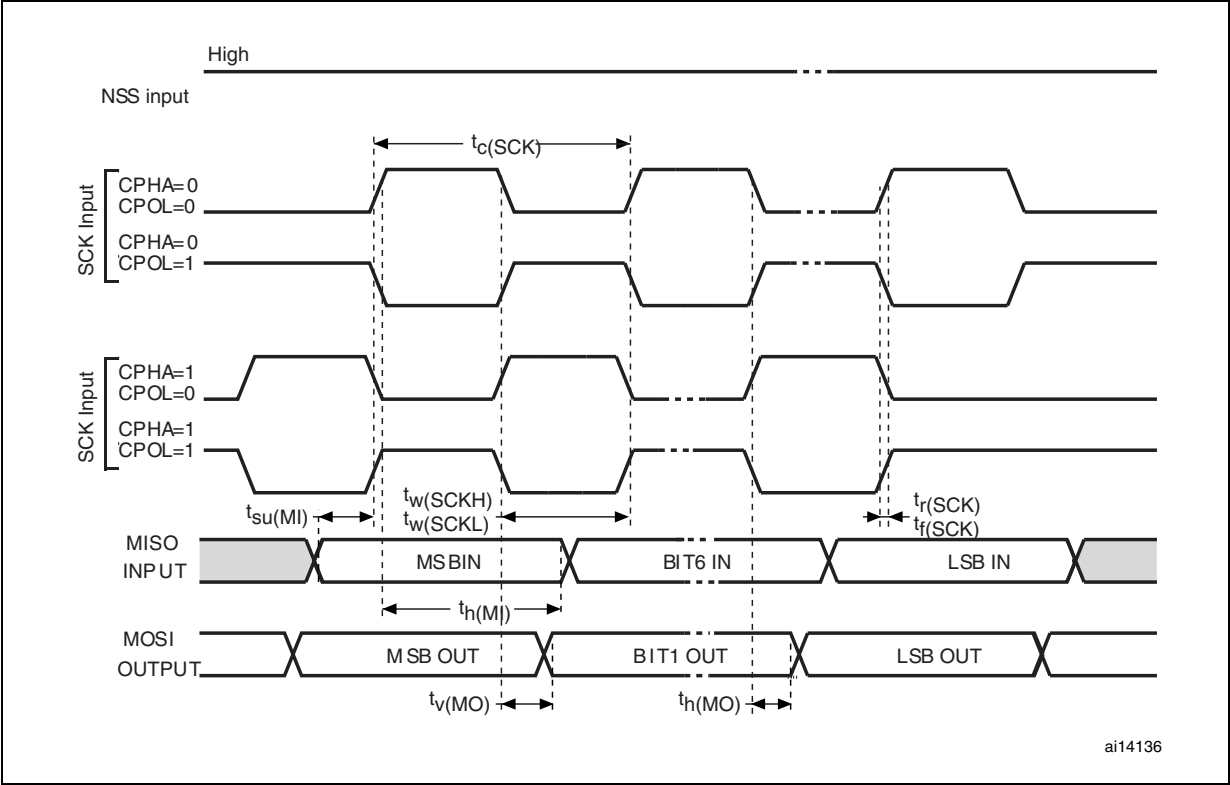 High
NSS input
tc(SCK)
SCK Input
CPHA=0
CPOL=0
CPHA=0
CPOL=1
SCK Input
CPHA=1
CPOL=0
CPHA=1
CPOL=1
tsu(MI)
tw(SCKH)
tw(SCKL)
tr(SCK)
tf(SCK)
MISO
INPUT
MSBIN
BIT6 IN
LSB IN
th(MI)
MOSI
OUTPUT
MSB OUT
BIT1 OUT
LSB OUT
tv(MO)
th(MO)
ai14136